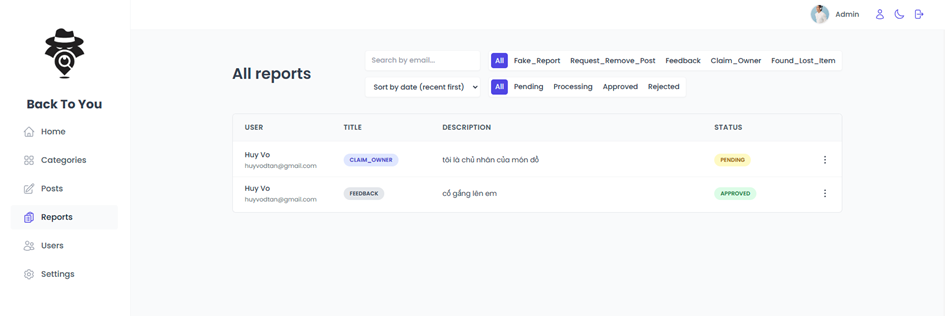 Admin
Back To You
Home
Categories
Posts
Reports
Users
Settings
All reports
Search by email...
All Fake_Report Request_Remove_Post Feedback Claim_Owner Found_Lost_Item
Sort by date (recent first)
All Pending Processing Approved Rejected
USER TITLE DESCRIPTION STATUS
Huy Vo
huyvodtan@gmail.com
CLAIM_OWNER
tôi là chủ nhân của món đồ
PENDING
Huy Vo
huyvodtan@gmail.com
FEEDBACK
cố gắng lên em
APPROVED